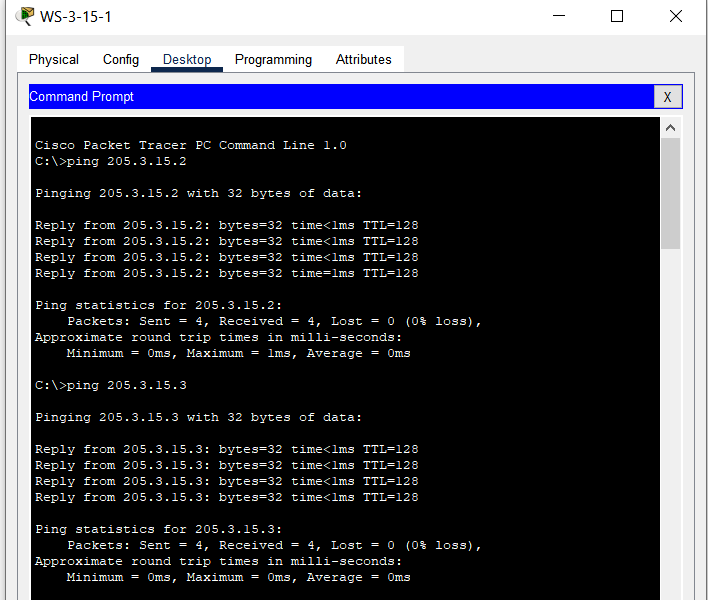 WS-3-15-1
Physical Config Desktop Programming Attributes
Command Prompt
X
Cisco Packet Tracer PC Command Line 1.0
C:\>ping 205.3.15.2
Pinging 205.3.15.2 with 32 bytes of data:
Reply from 205.3.15.2: bytes=32 time<1ms TTL=128
Reply from 205.3.15.2: bytes=32 time<1ms TTL=128
Reply from 205.3.15.2: bytes=32 time<1ms TTL=128
Reply from 205.3.15.2: bytes=32 time=1ms TTL=128
Ping statistics for 205.3.15.2:
Packets: Sent = 4, Received = 4, Lost = 0 (0% loss),
Approximate round trip times in milli-seconds:
Minimum = 0ms, Maximum = 1ms, Average = 0ms
C:\>ping 205.3.15.3
Pinging 205.3.15.3 with 32 bytes of data:
Reply from 205.3.15.3: bytes=32 time<1ms TTL=128
Reply from 205.3.15.3: bytes=32 time<1ms TTL=128
Reply from 205.3.15.3: bytes=32 time<1ms TTL=128
Reply from 205.3.15.3: bytes=32 time<1ms TTL=128
Ping statistics for 205.3.15.3:
Packets: Sent = 4, Received = 4, Lost = 0 (0% loss),
Approximate round trip times in milli-seconds:
Minimum = 0ms, Maximum = 0ms, Average = 0ms